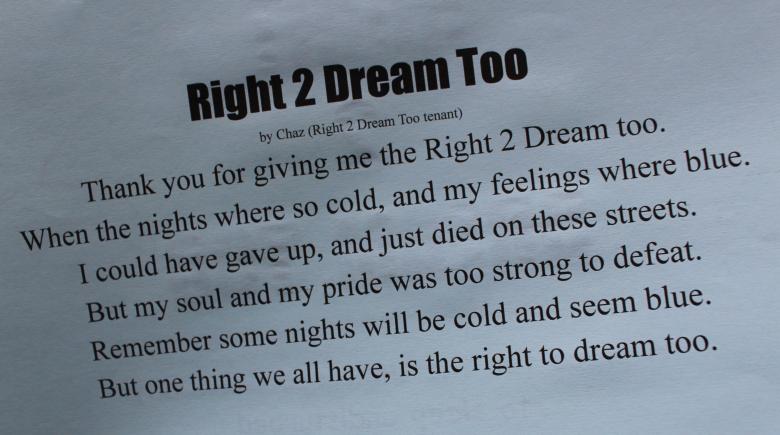 Right 2 Dream Too
by Chaz (Right 2 Dream Too tenant)
Thank you for giving me the Right 2 Dream too.
When the nights where so cold, and my feelings where blue.
I could have gave up, and just died on these streets.
But my soul and my pride was too strong to defeat.
Remember some nights will be cold and seem blue.
But one thing we all have, is the right to dream too.